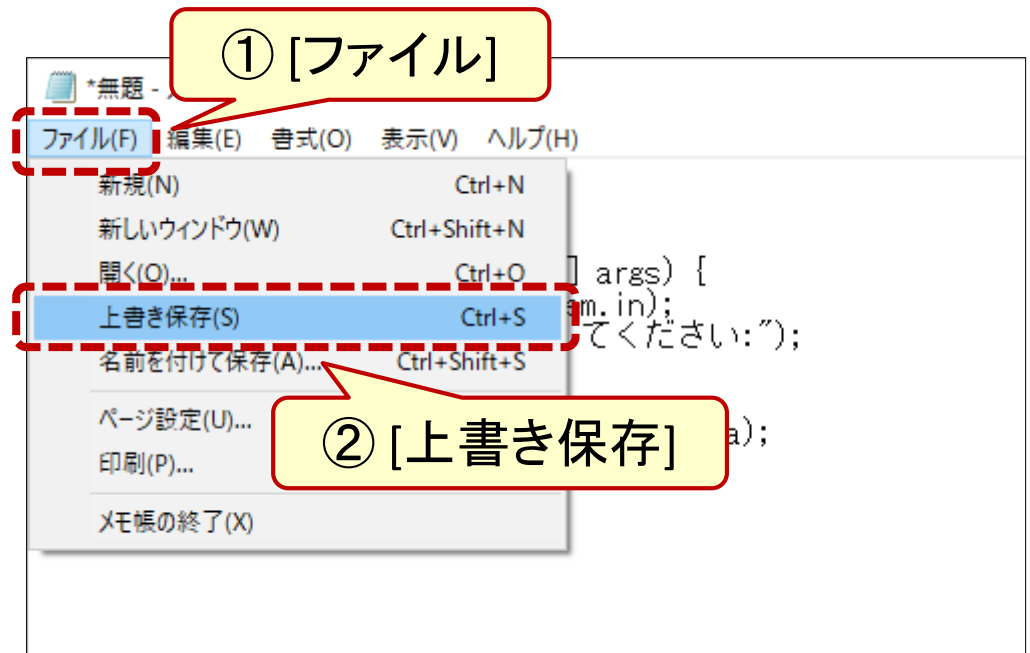 ① [ファイル]
*無題 -
ファイル(F) 編集(E) 書式(O) 表示(V) ヘルプ(H)
新規(N) Ctrl+N
新しいウィンドウ(W) Ctrl+Shift+N
開く(O)... Ctrl+O
] args) {
上書き保存(S) Ctrl+S
em.in);
てください:");
名前を付けて保存(A)... Ctrl+Shift+S
ページ設定(U)...
② [上書き保存]
a);
印刷(P)...
メモ帳の終了(X)